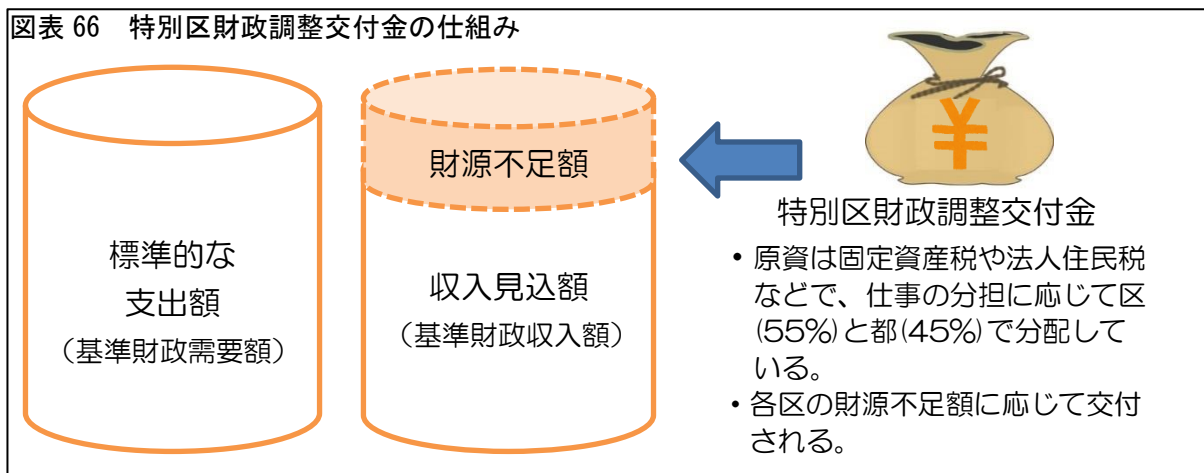 図表 66　特別区財政調整交付金の仕組み
標準的な
支出額
（基準財政需要額）
財源不足額
収入見込額
（基準財政収入額）
¥
特別区財政調整交付金
・原資は固定資産税や法人住民税
などで、仕事の分担に応じて区
(55%)と都(45%)で分配して
いる。
・各区の財源不足額に応じて交付
される。